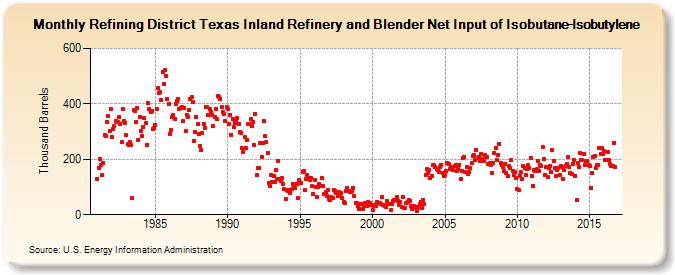 Monthly Refining District Texas Inland Refinery and Blender Net Input of Isobutane-Isobutylene
Thousand Barrels
600
400
200
0
1985 1990 1995 2000 2005 2010 2015
Source: U.S. Energy Information Administration